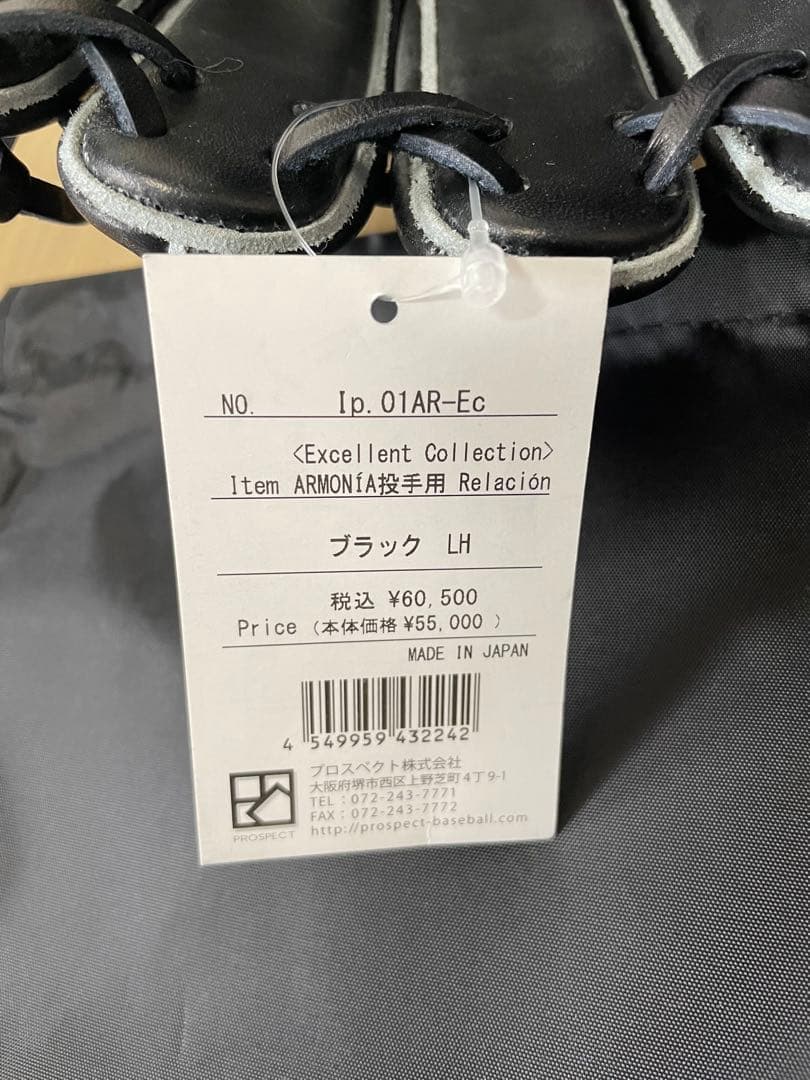 NO. Ip.01AR-Ec
<Excellent Collection>
Item ARMONÍA投手用 Relación
ブラック LH
税込 ¥60,500
Price (本体価格¥55,000 )
MADE IN JAPAN
4 549959 432242
プロスペクト株式会社
大阪府堺市西区上野芝町4丁9-1
TEL：072-243-7771
FAX：072-243-7772
http://prospect-baseball.com
PROSPECT